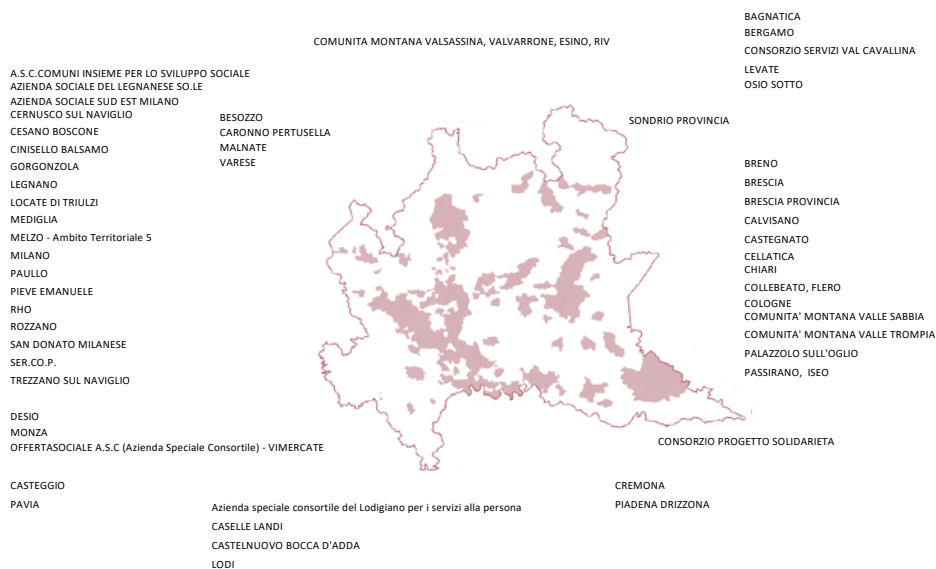 COMUNITA MONTANA VALSASSINA, VALVARRONE, ESINO, RIV
BAGNATICA
BERGAMO
CONSORZIO SERVIZI VAL CAVALLINA
LEVATE
OSIO SOTTO
A.S.C.COMUNI INSIEME PER LO SVILUPPO SOCIALE
AZIENDA SOCIALE DEL LEGNANESE SO.LE
AZIENDA SOCIALE SUD EST MILANO
CERNUSCO SUL NAVIGLIO
CESANO BOSCONE
CINISELLO BALSAMO
GORGONZOLA
LEGNANO
LOCATE DI TRIULZI
MEDIGLIA
MELZO - Ambito Territoriale 5
MILANO
PAULLO
PIEVE EMANUELE
RHO
ROZZANO
SAN DONATO MILANESE
SER.CO.P.
TREZZANO SUL NAVIGLIO
BESOZZO
CARONNO PERTUSELLA
MALNATE
VARESE
SONDRIO PROVINCIA
BRENO
BRESCIA
BRESCIA PROVINCIA
CALVISANO
CASTEGNATO
CELLATICA
CHIARI
COLLEBEATO, FLERO
COLOGNE
COMUNITA' MONTANA VALLE SABBIA
COMUNITA' MONTANA VALLE TROMPIA
PALAZZOLO SULL'OGLIO
PASSIRANO, ISEO
DESIO
MONZA
OFFERTASOCIALE A.S.C (Azienda Speciale Consortile) - VIMERCATE
CONSORZIO PROGETTO SOLIDARIETA
CASTEGGIO
PAVIA
Azienda speciale consortile del Lodigiano per i servizi alla persona
CASELLE LANDI
CASTELNUOVO BOCCA D'ADDA
LODI
CREMONA
PIADENA DRIZZONA